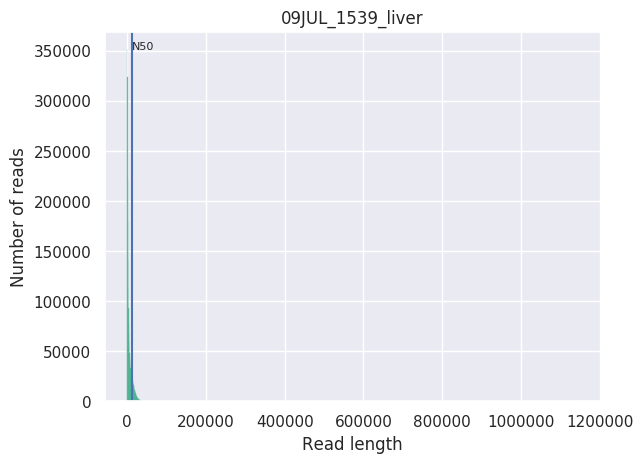 09JUL_1539_liver
N50
350000
300000
250000
200000
150000
100000
50000
0
Number of reads
0 200000 400000 600000 800000 1000000 1200000
Read length